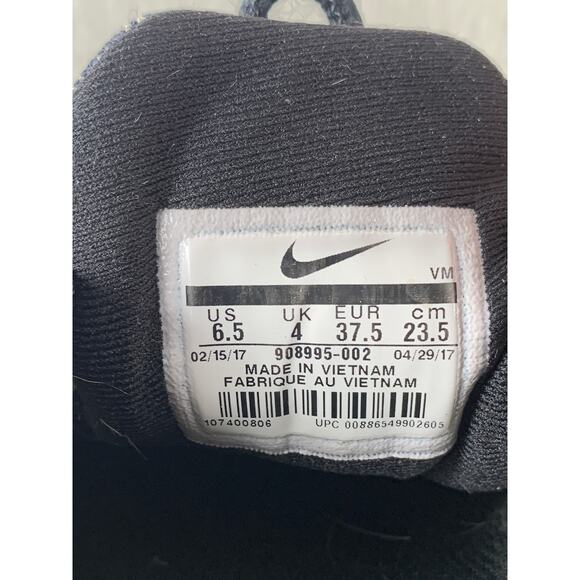 VM
US UK EUR cm
6.5 4 37.5 23.5
02/15/17 908995-002 04/29/17
MADE IN VIETNAM
FABRIQUE AU VIETNAM
107400806 UPC 00886549902605